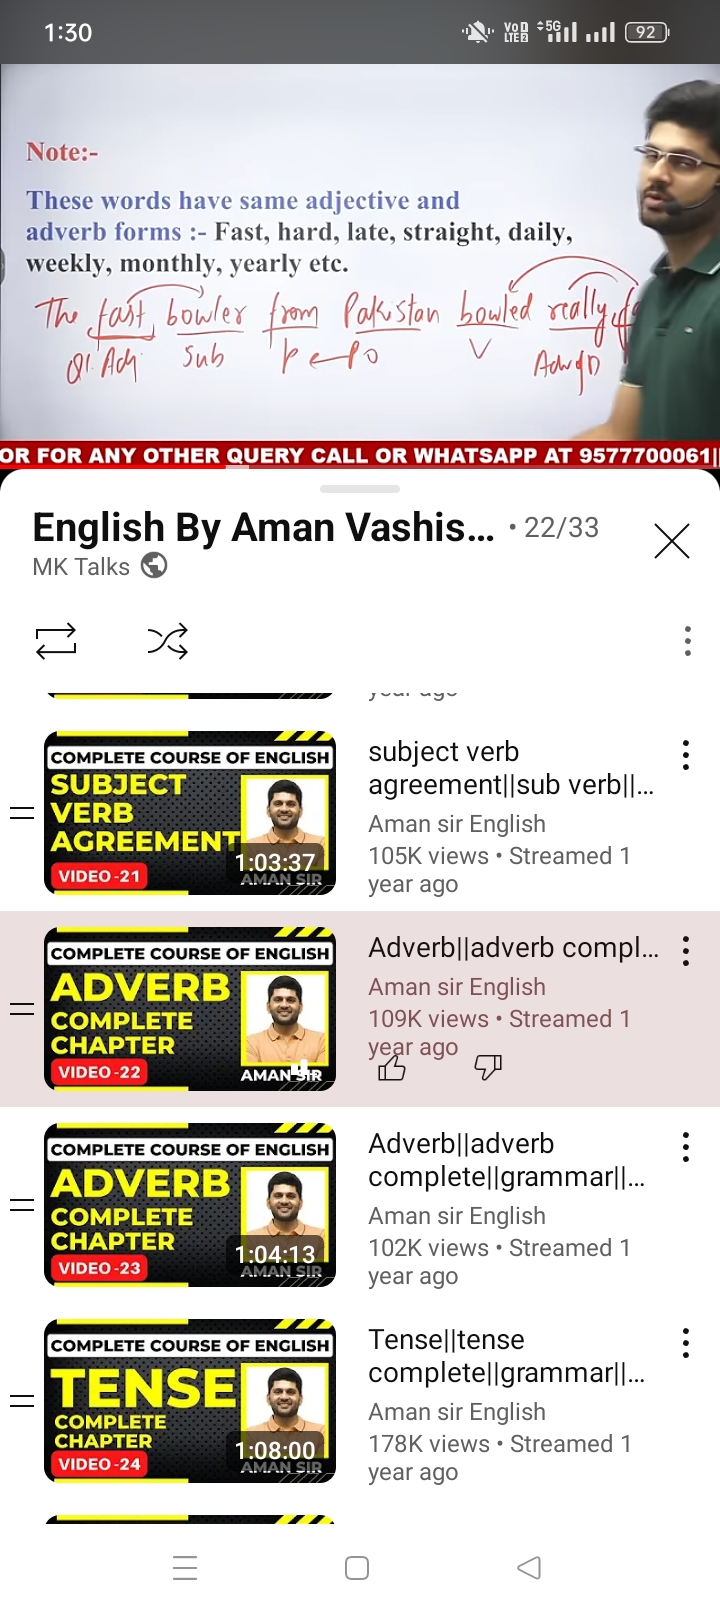 1:30
VoD
LTE2
5G
92
Note:-
These words have same adjective and
adverb forms :- Fast, hard, late, straight, daily,
weekly, monthly, yearly etc.
The fast bowler from Pakistan bowled really
Adj Sub V
OR FOR ANY OTHER QUERY CALL OR WHATSAPP AT 9577700061||
English By Aman Vashis... • 22/33
MK Talks
year ago
COMPLETE COURSE OF ENGLISH
SUBJECT
VERB
AGREEMENT
VIDEO -21
1:03:37
AMAN SIR
subject verb
agreement||sub verb||...
Aman sir English
105K views • Streamed 1
year ago
COMPLETE COURSE OF ENGLISH
ADVERB
COMPLETE
CHAPTER
VIDEO -22
AMAN SIR
Adverb||adverb compl...
Aman sir English
109K views • Streamed 1
year ago
COMPLETE COURSE OF ENGLISH
ADVERB
COMPLETE
CHAPTER
VIDEO -23
1:04:13
AMAN SIR
Adverb||adverb
complete||grammar||...
Aman sir English
102K views • Streamed 1
year ago
COMPLETE COURSE OF ENGLISH
TENSE
COMPLETE
CHAPTER
VIDEO -24
1:08:00
AMAN SIR
Tense||tense
complete||grammar||...
Aman sir English
178K views • Streamed 1
year ago